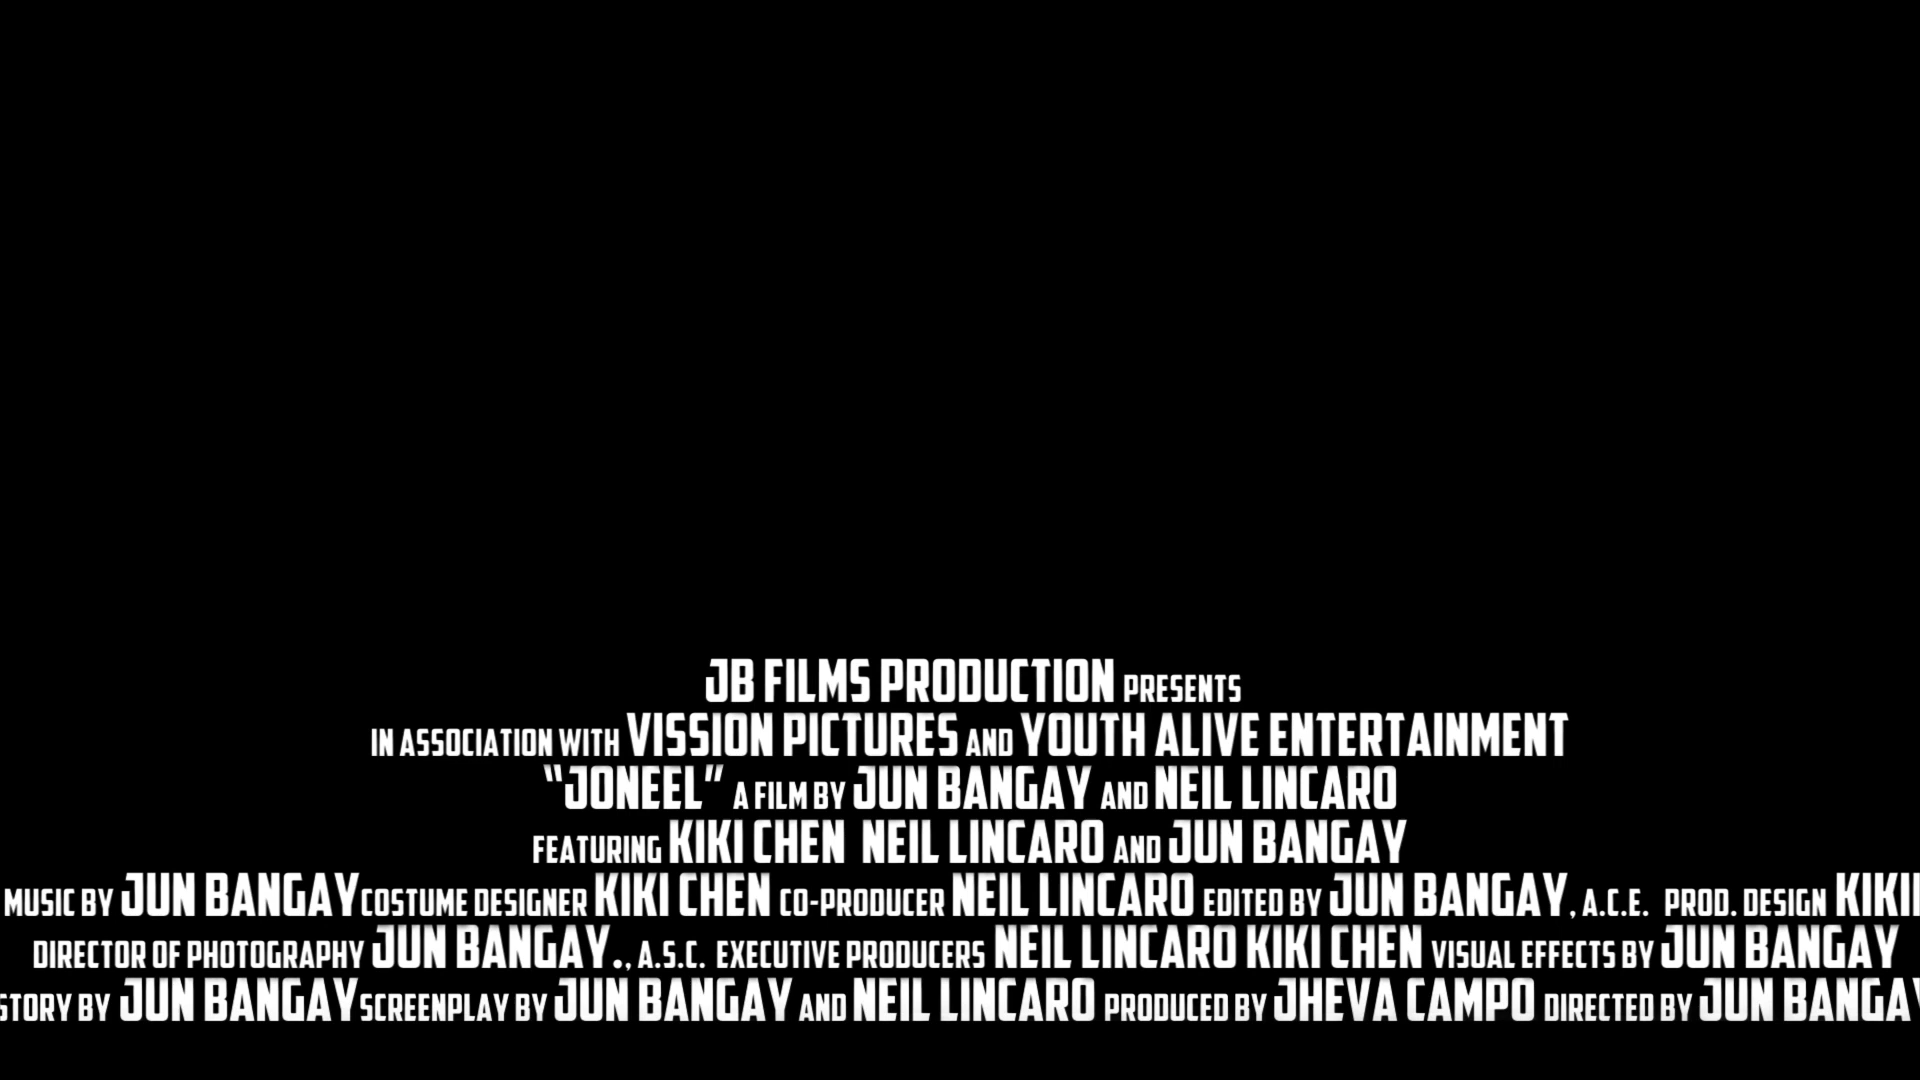 JB FILMS PRODUCTION PRESENTS
IN ASSOCIATION WITH VISSION PICTURES AND YOUTH ALIVE ENTERTAINMENT
“JONEEL” A FILM BY JUN BANGAY AND NEIL LINCARO
FEATURING KIKI CHEN NEIL LINCARO AND JUN BANGAY
MUSIC BY JUN BANGAY COSTUME DESIGNER KIKI CHEN CO-PRODUCER NEIL LINCARO EDITED BY JUN BANGAY, A.C.E. PROD. DESIGN KIKI
DIRECTOR OF PHOTOGRAPHY JUN BANGAY., A.S.C. EXECUTIVE PRODUCERS NEIL LINCARO KIKI CHEN VISUAL EFFECTS BY JUN BANGAY
STORY BY JUN BANGAY SCREENPLAY BY JUN BANGAY AND NEIL LINCARO PRODUCED BY JHEVA CAMPO DIRECTED BY JUN BANGAY